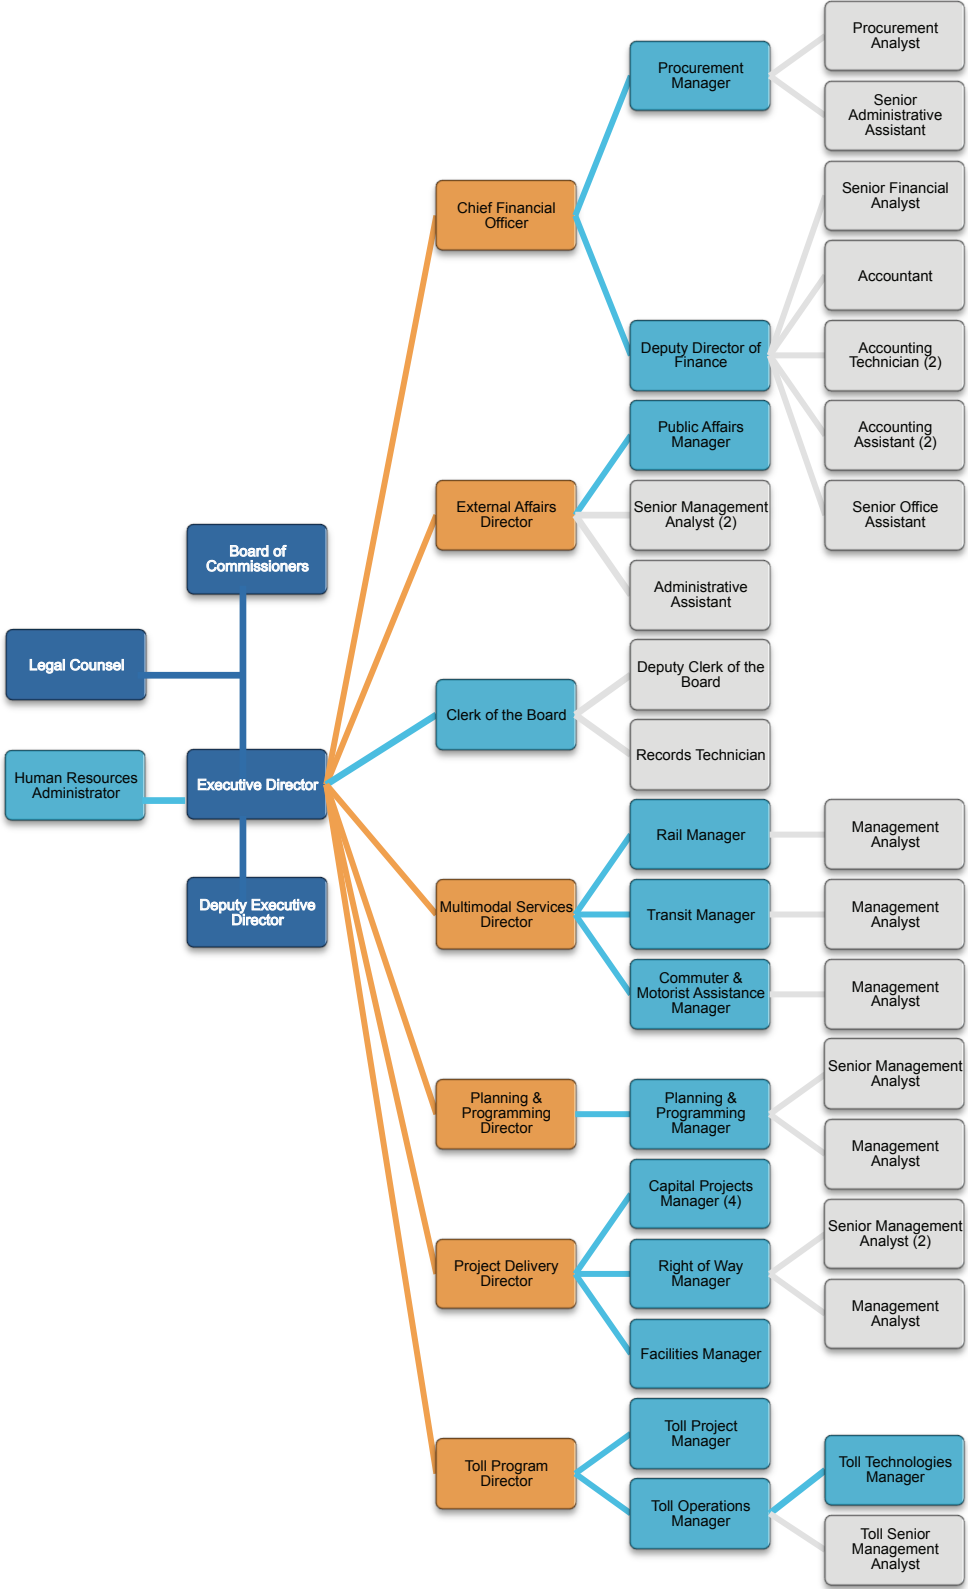 Procurement
Analyst
Procurement
Manager
Senior
Administrative
Assistant
Chief Financial
Officer
Senior Financial
Analyst
Accountant
Deputy Director of
Finance
Accounting
Technician (2)
Accounting
Assistant (2)
Senior Office
Assistant
Public Affairs
Manager
External Affairs
Director
Senior Management
Analyst (2)
Administrative
Assistant
Board of
Commissioners
Legal Counsel
Human Resources
Administrator
Executive Director
Deputy Executive
Director
Clerk of the Board
Deputy Clerk of the
Board
Records Technician
Multimodal Services
Director
Rail Manager
Management
Analyst
Transit Manager
Management
Analyst
Commuter &
Motorist Assistance
Manager
Management
Analyst
Planning &
Programming
Director
Planning &
Programming
Manager
Senior Management
Analyst
Management
Analyst
Project Delivery
Director
Capital Projects
Manager (4)
Right of Way
Manager
Senior Management
Analyst (2)
Management
Analyst
Facilities Manager
Toll Program
Director
Toll Project
Manager
Toll Operations
Manager
Toll Technologies
Manager
Toll Senior
Management
Analyst